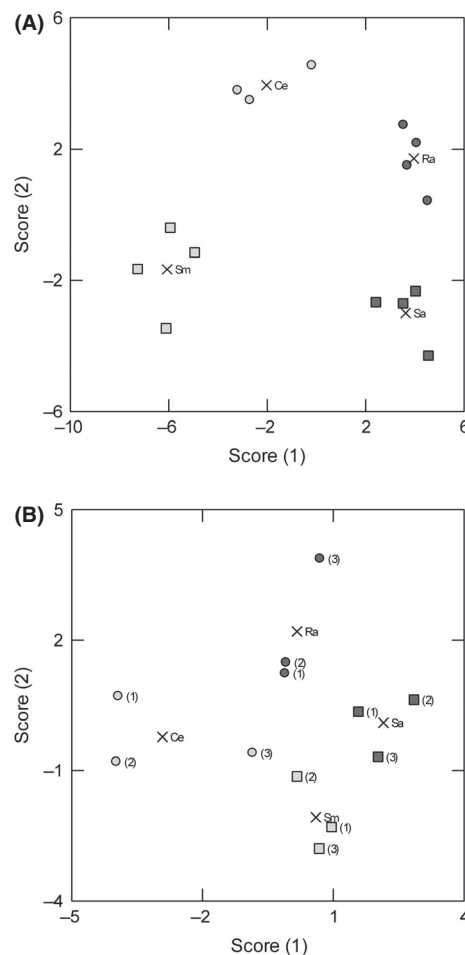 (A)
6
2
−2
−6
Score (2)
Ce
Ra
Sm
Sa
−10
−6
−2
2
6
Score (1)
(B)
5
2
−1
−4
Score (2)
(3)
Ra
(2)
(1)
(1)
(2)
(1)
Sa
Ce
(3)
(3)
(2)
(2)
Sm
(1)
(3)
−5
−2
1
4
Score (1)